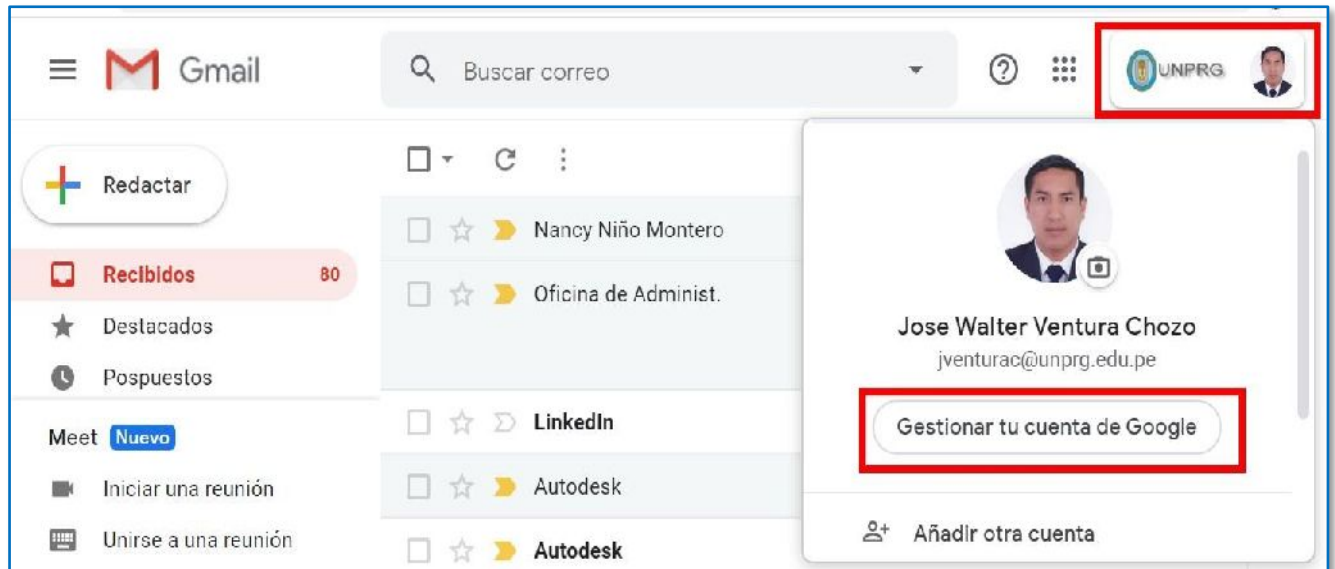 Gmail
Buscar correo
UNPRG
Redactar
Nancy Niño Montero
Recibidos 80
Oficina de Administ.
Destacados
Pospuestos
Meet Nuevo
LinkedIn
Iniciar una reunión
Autodesk
Unirse a una reunión
Autodesk
Jose Walter Ventura Chozo
jventurac@unprg.edu.pe
Gestionar tu cuenta de Google
Añadir otra cuenta